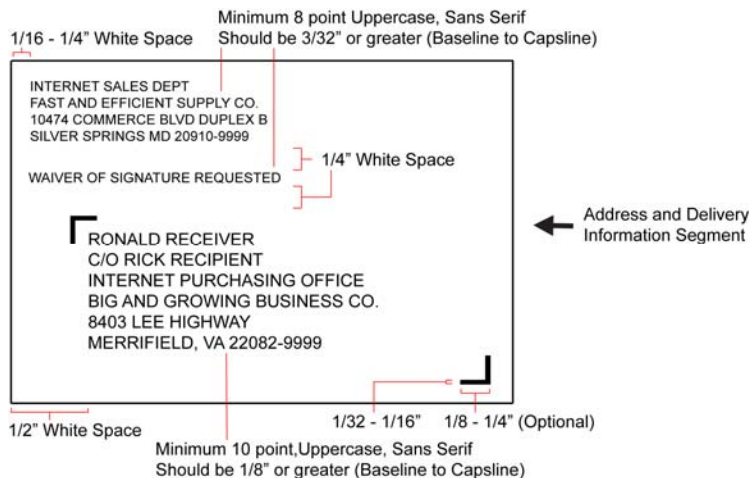 Minimum 8 point Uppercase, Sans Serif
1/16 - 1/4” White Space
Should be 3/32” or greater (Baseline to Capsline)
INTERNET SALES DEPT
FAST AND EFFICIENT SUPPLY CO.
10474 COMMERCE BLVD DUPLEX B
SILVER SPRINGS MD 20910-9999
1/4” White Space
WAIVER OF SIGNATURE REQUESTED
Address and Delivery
Information Segment
RONALD RECEIVER
C/O RICK RECIPIENT
INTERNET PURCHASING OFFICE
BIG AND GROWING BUSINESS CO.
8403 LEE HIGHWAY
MERRIFIELD, VA 22082-9999
1/2” White Space
1/32 - 1/16”
1/8 - 1/4” (Optional)
Minimum 10 point,Uppercase, Sans Serif
Should be 1/8” or greater (Baseline to Capsline)